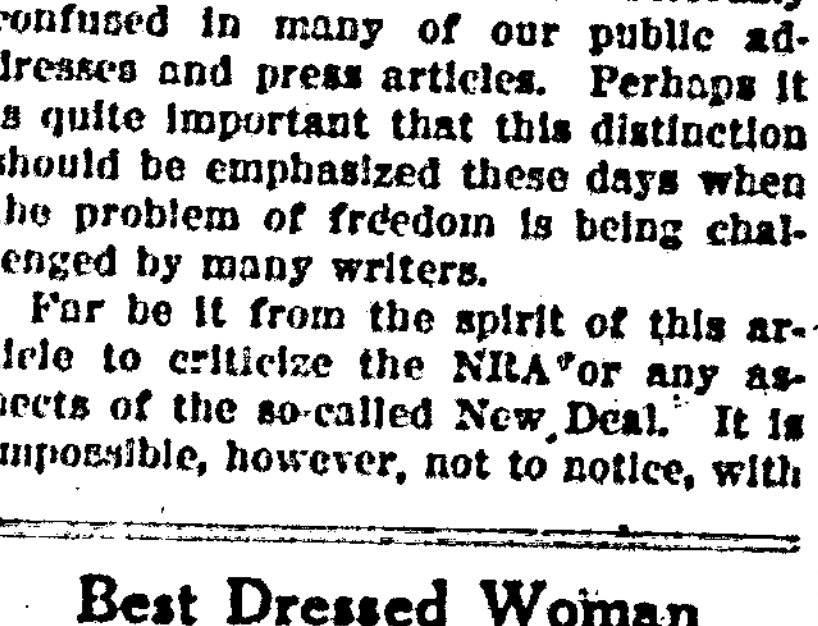 confused in many of our public ad-
dresses and press articles. Perhaps it
is quite important that this distinction
should be emphasized these days when
the problem of freedom is being chal-
lenged by many writers.
Far be it from the spirit of this ar-
ticle to criticize the NRA or any as-
pects of the so-called New Deal. It is
impossible, however, not to notice, with
Best Dressed Woman